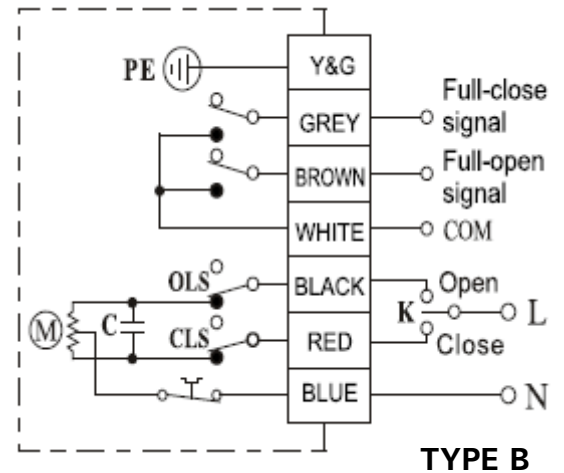 PE
Y&G
GREY
Full-close
signal
BROWN
Full-open
signal
WHITE
COM
OLS
BLACK
Open
M
C
K
L
CLS
RED
Close
BLUE
N
TYPE B